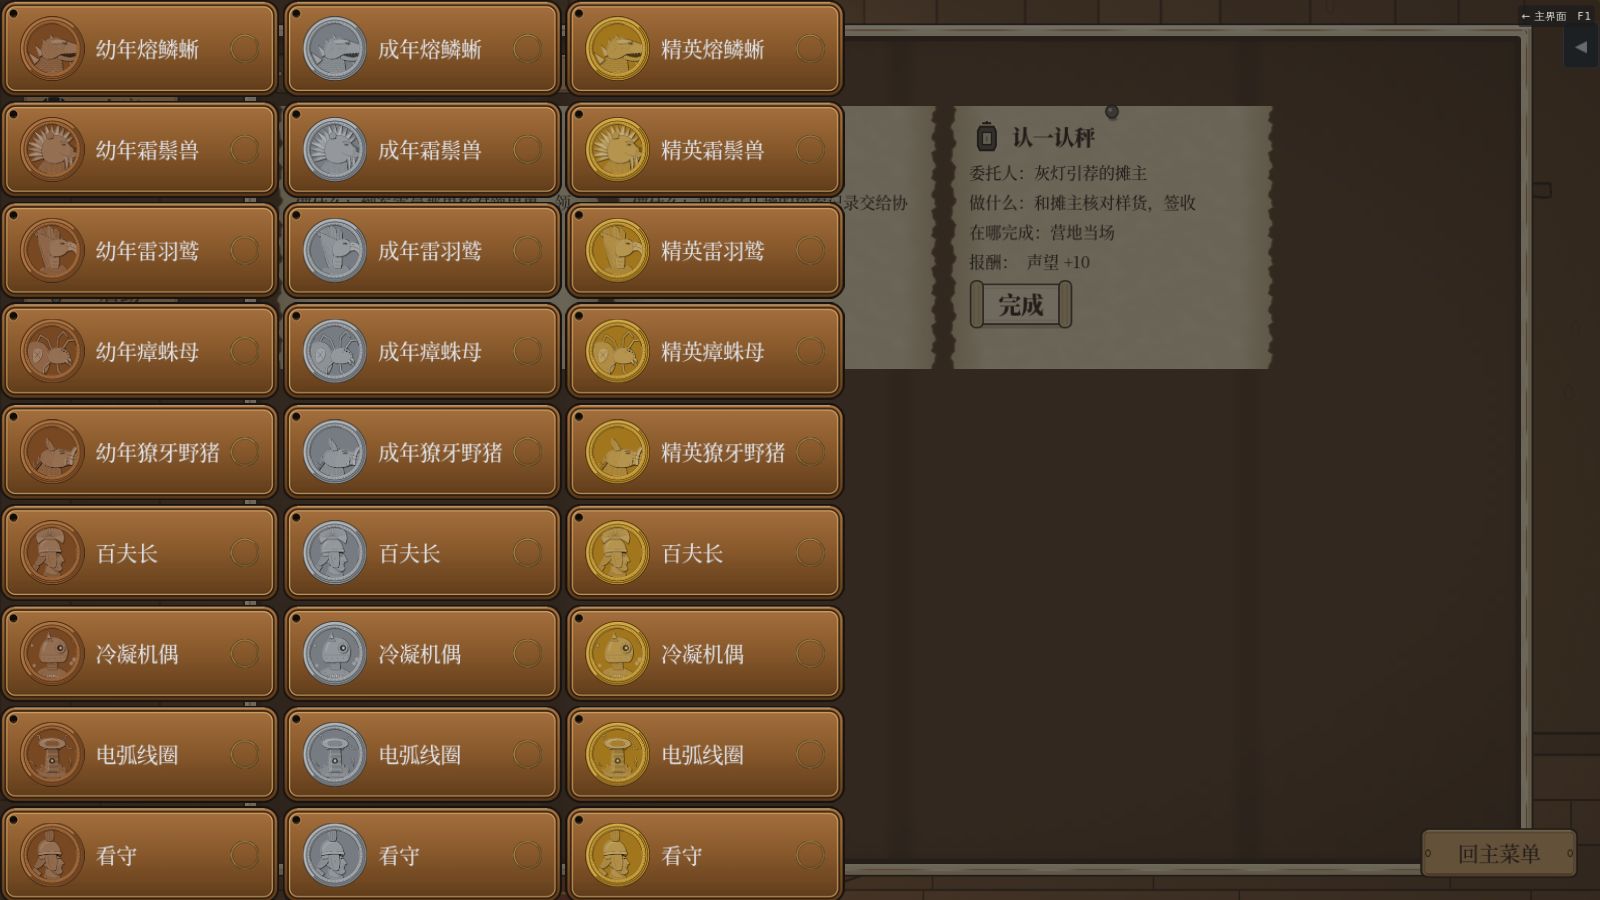 ← 主界面 F1
幼年熔鳞蜥
成年熔鳞蜥
精英熔鳞蜥
幼年霜鬃兽
成年霜鬃兽
精英霜鬃兽
幼年雷羽鹫
成年雷羽鹫
精英雷羽鹫
幼年瘴蛛母
成年瘴蛛母
精英瘴蛛母
幼年獠牙野猪
成年獠牙野猪
精英獠牙野猪
百夫长
百夫长
百夫长
冷凝机偶
冷凝机偶
冷凝机偶
电弧线圈
电弧线圈
电弧线圈
看守
看守
看守
录交给协
认一认秤
委托人：灰灯引荐的摊主
做什么：和摊主核对样货，签收
在哪完成：营地当场
报酬： 声望 +10
完成
回主菜单